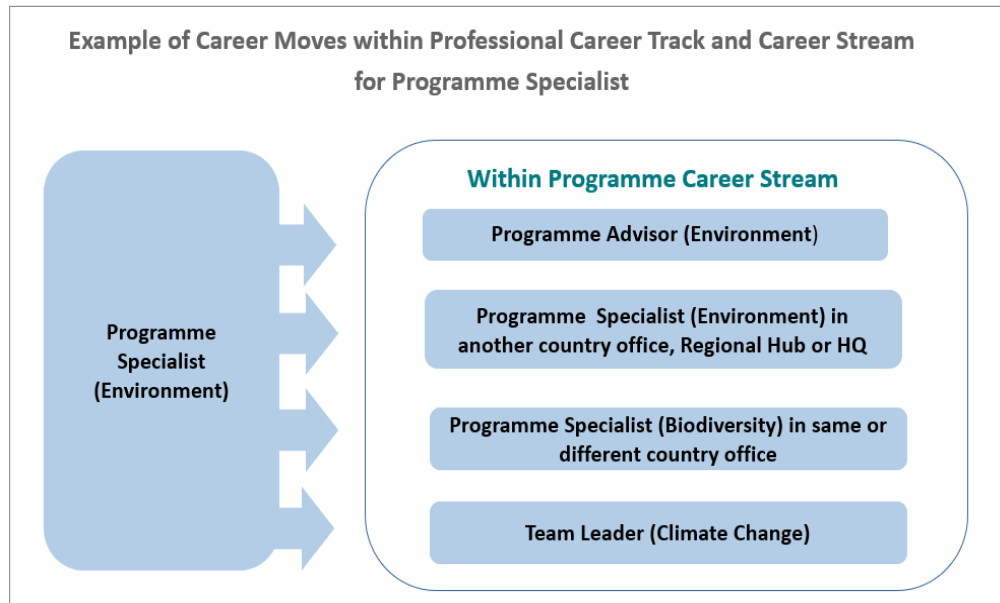 Example of Career Moves within Professional Career Track and Career Stream
for Programme Specialist
Programme
Specialist
(Environment)
Within Programme Career Stream
Programme Advisor (Environment)
Programme Specialist (Environment) in
another country office, Regional Hub or HQ
Programme Specialist (Biodiversity) in same or
different country office
Team Leader (Climate Change)